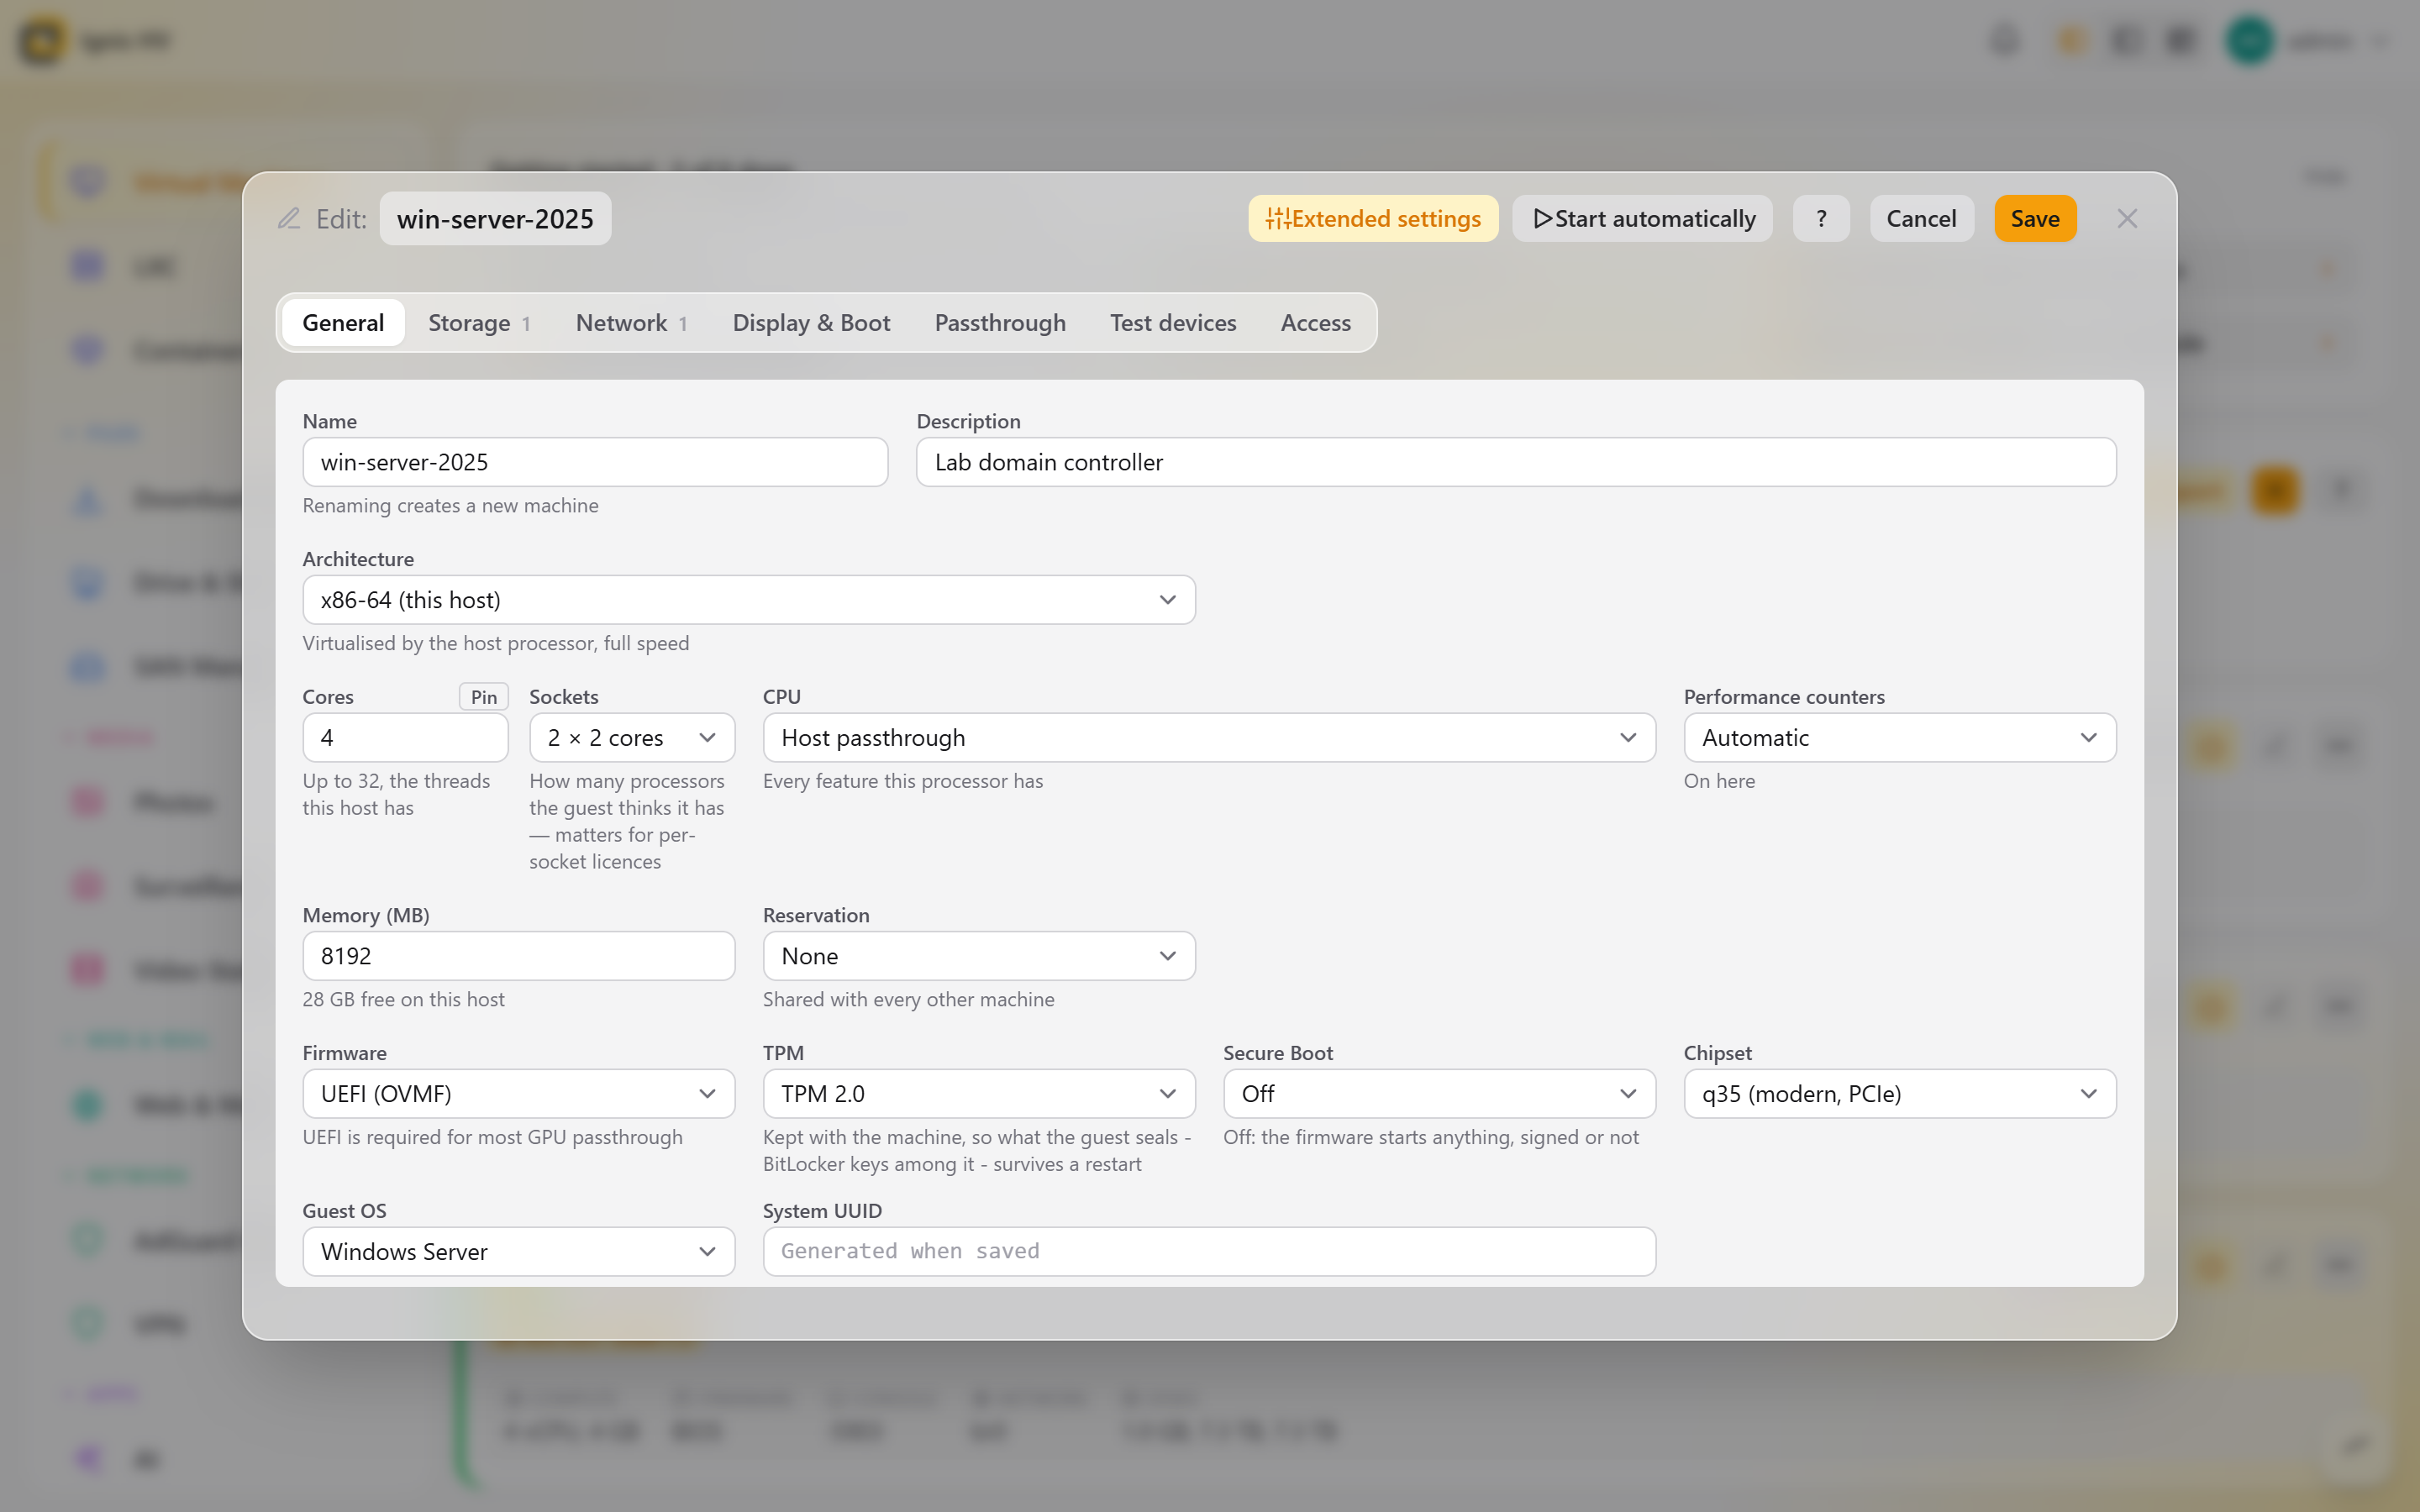 Edit: win-server-2025
Extended settings
Start automatically
?
Cancel
Save
General
Storage 1
Network 1
Display & Boot
Passthrough
Test devices
Access
Name
win-server-2025
Renaming creates a new machine
Description
Lab domain controller
Architecture
x86-64 (this host)
Virtualised by the host processor, full speed
Cores
Pin
4
Up to 32, the threads
this host has
Sockets
2 × 2 cores
How many processors
the guest thinks it has
— matters for per-
socket licences
CPU
Host passthrough
Every feature this processor has
Performance counters
Automatic
On here
Memory (MB)
8192
28 GB free on this host
Reservation
None
Shared with every other machine
Firmware
UEFI (OVMF)
UEFI is required for most GPU passthrough
TPM
TPM 2.0
Kept with the machine, so what the guest seals -
BitLocker keys among it - survives a restart
Secure Boot
Off
Off: the firmware starts anything, signed or not
Chipset
q35 (modern, PCIe)
Guest OS
Windows Server
System UUID
Generated when saved